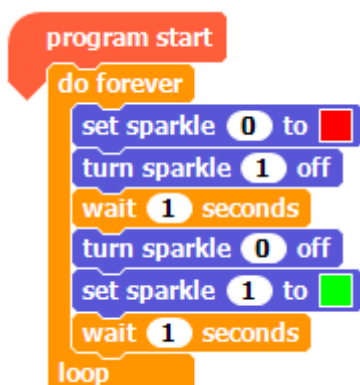 program start
do forever
set sparkle 0 to
turn sparkle 1 off
wait 1 seconds
turn sparkle 0 off
set sparkle 1 to
wait 1 seconds
loop